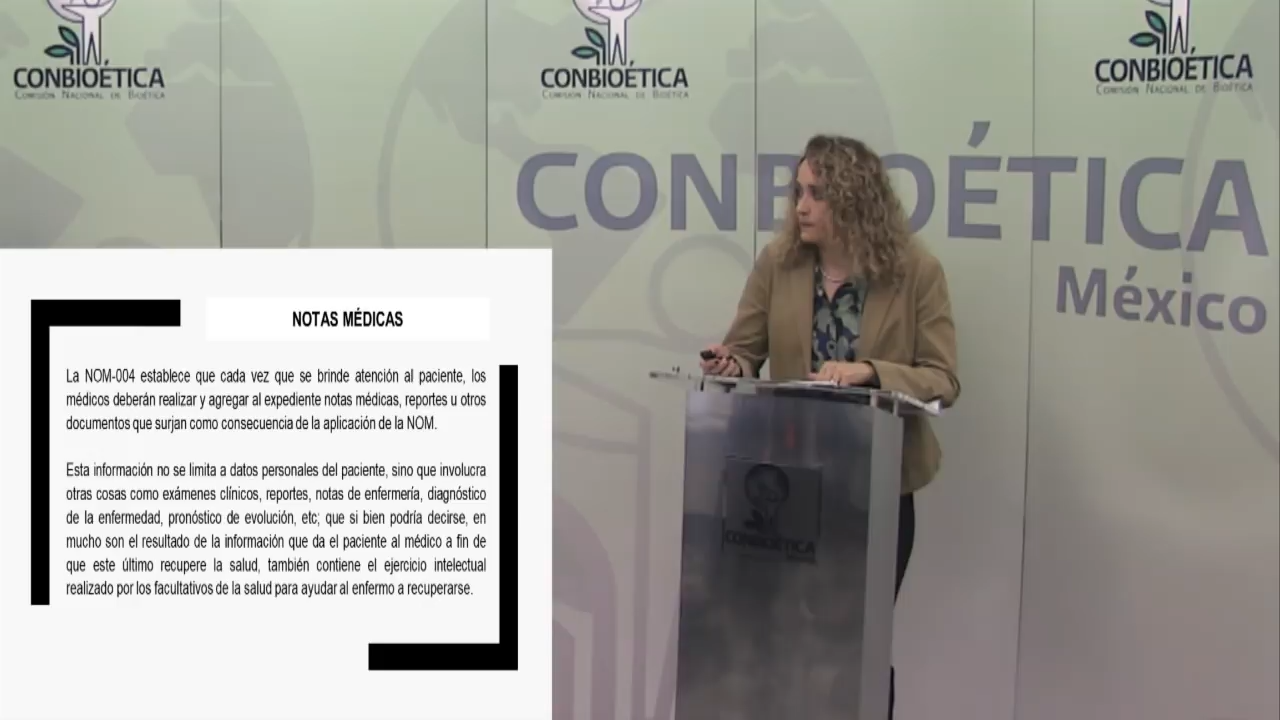 CONBIOÉTICA
COMISIÓN NACIONAL DE BIOÉTICA
CONBIOÉTICA
COMISIÓN NACIONAL DE BIOÉTICA
CONBIOÉTICA
COMISIÓN NACIONAL DE BIOÉTICA
CONB OÉTICA
México
NOTAS MÉDICAS
La NOM-004 establece que cada vez que se brinde atención al paciente, los
médicos deberán realizar y agregar al expediente notas médicas, reportes u otros
documentos que surjan como consecuencia de la aplicación de la NOM.
Esta información no se limita a datos personales del paciente, sino que involucra
otras cosas como exámenes clínicos, reportes, notas de enfermería, diagnóstico
de la enfermedad, pronóstico de evolución, etc; que si bien podría decirse, en
mucho son el resultado de la información que da el paciente al médico a fin de
que este último recupere la salud, también contiene el ejercicio intelectual
realizado por los facultativos de la salud para ayudar al enfermo a recuperarse.
CONBIOÉTICA